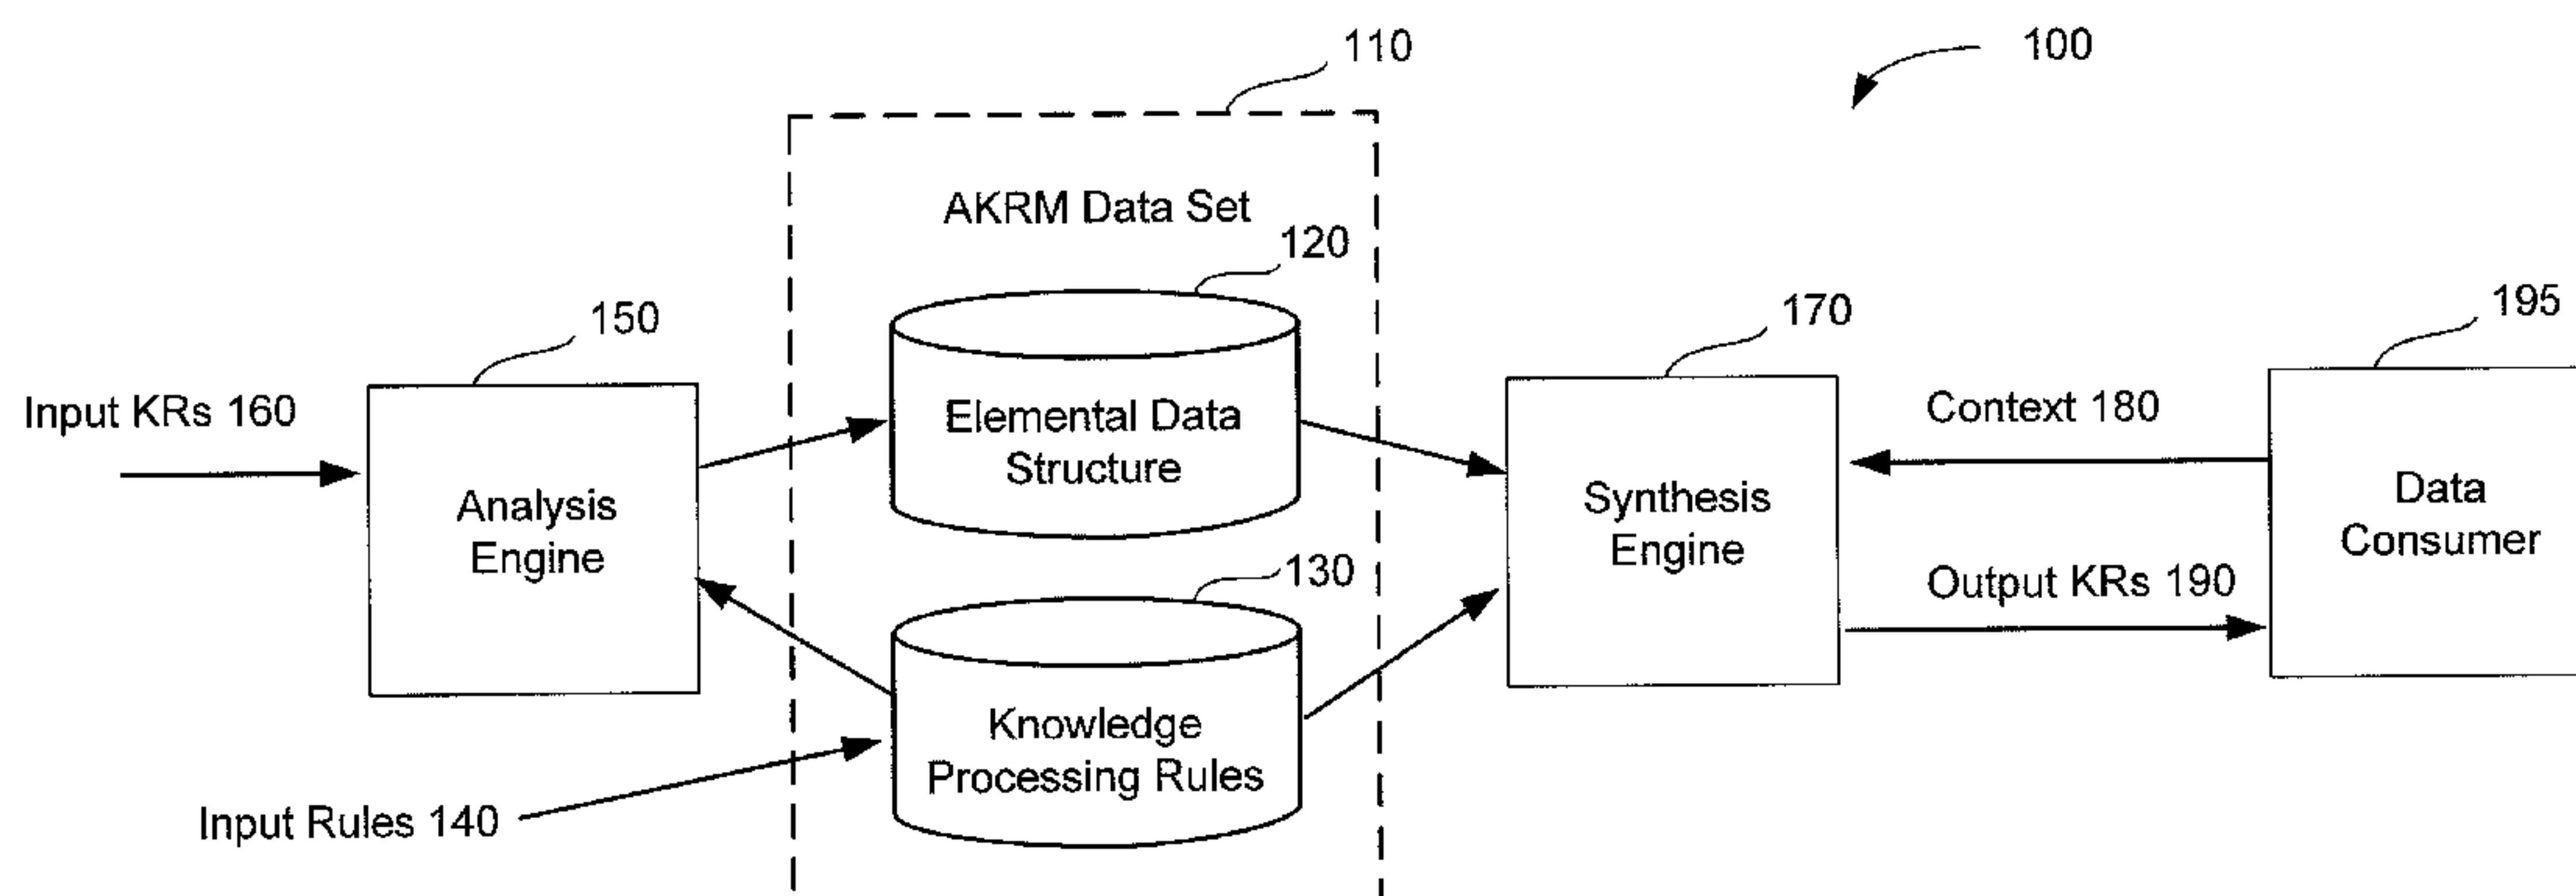 110
100
AKRM Data Set
120
150
170
195
Input KRs 160
Elemental Data
Structure
Context 180
Analysis
Engine
Synthesis
Engine
Data
Consumer
130
Output KRs 190
Knowledge
Processing Rules
Input Rules 140